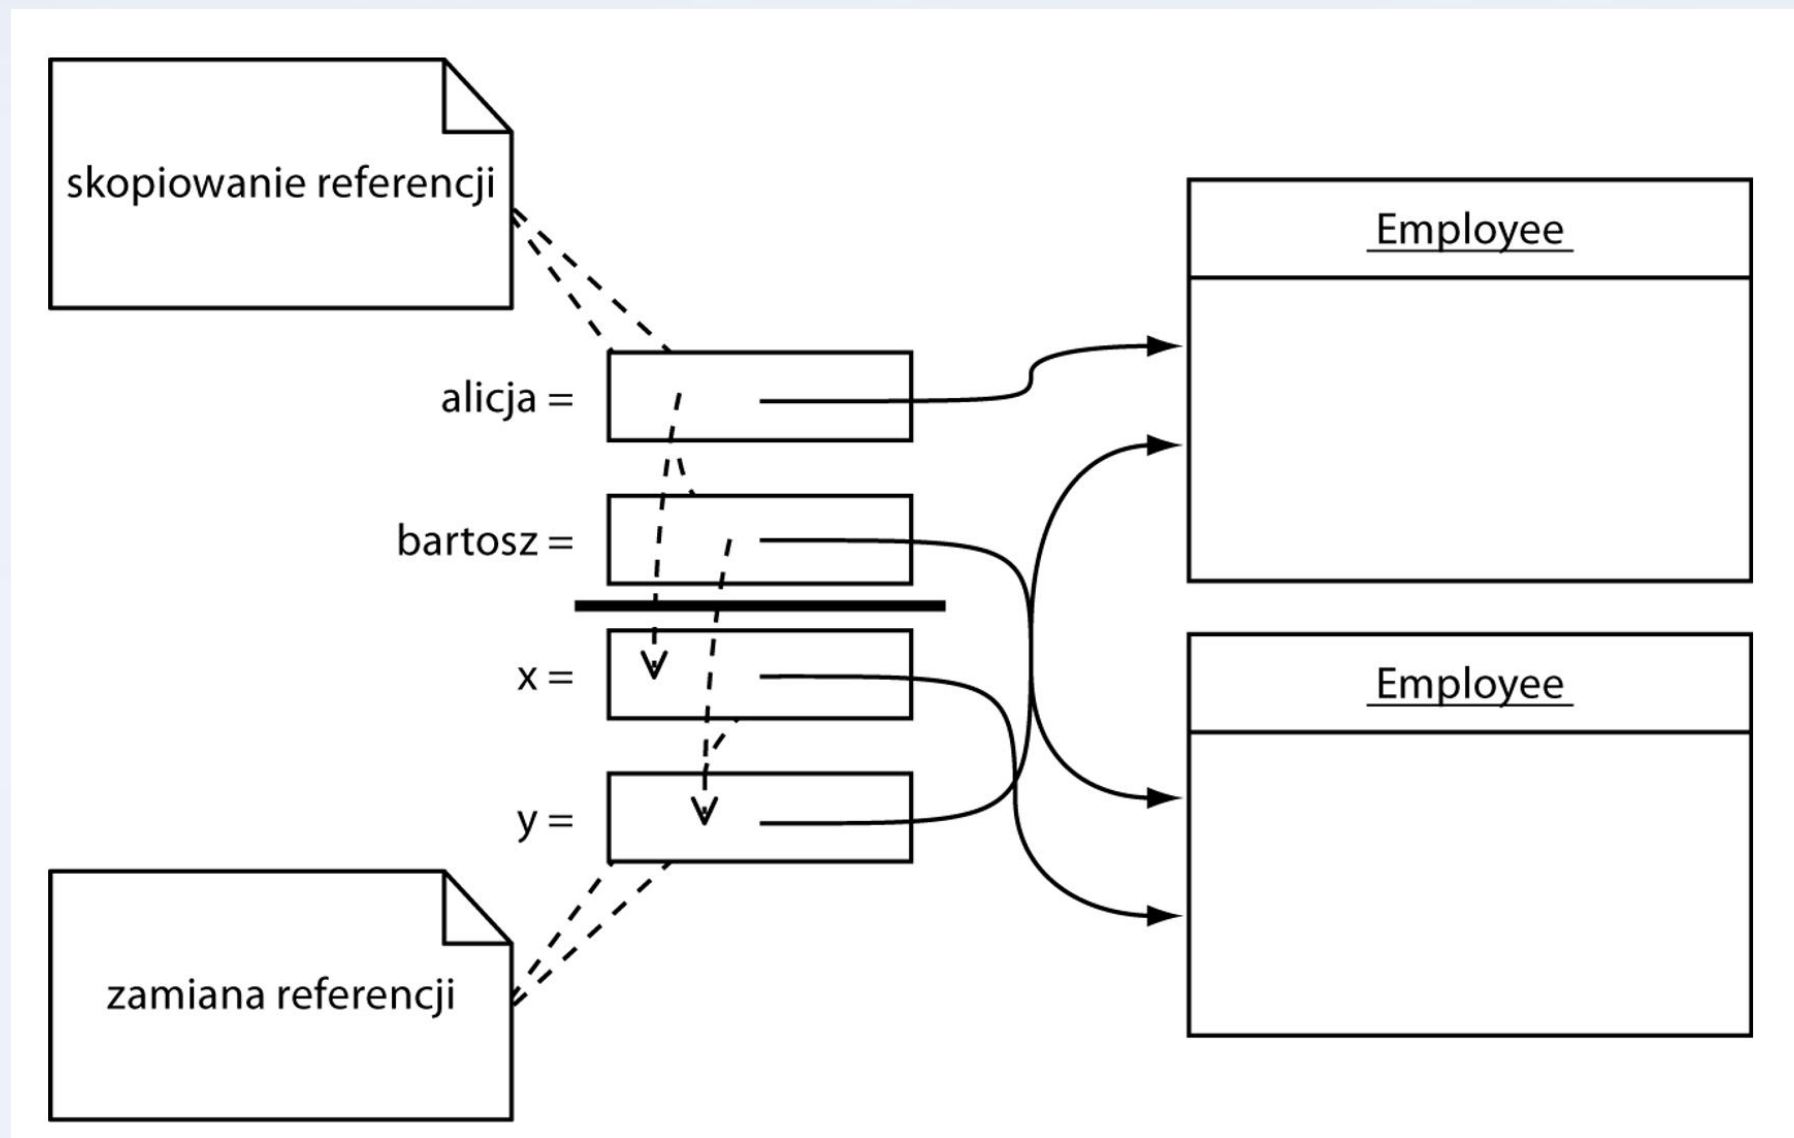 skopiowanie referencji
Employee
alicja =
bartosz =
x =
Employee
y =
zamiana referencji